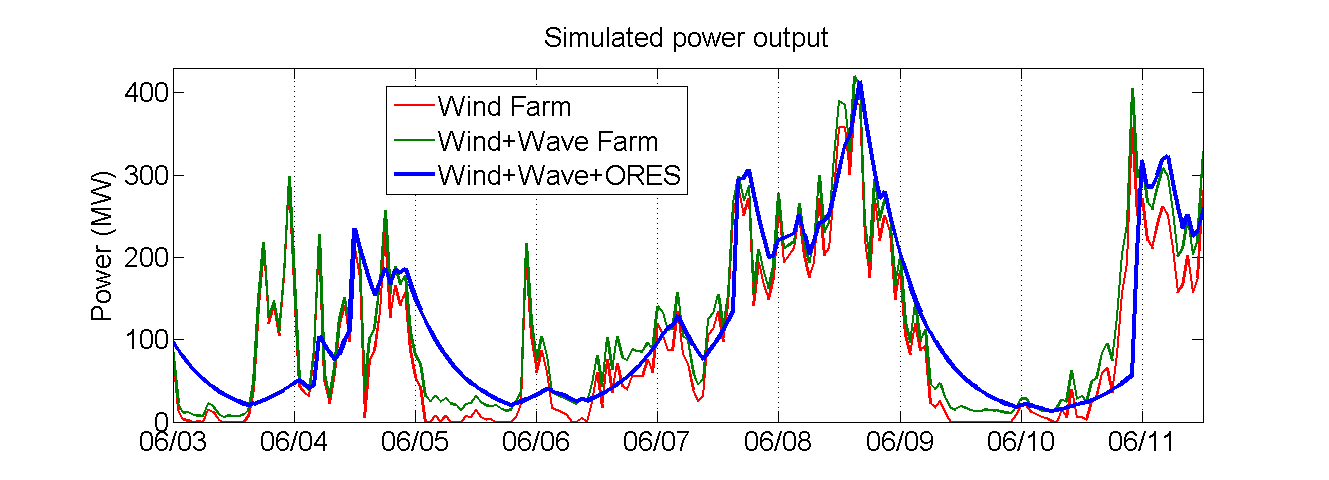 Simulated power output
Power (MW)
400
300
200
100
0
Wind Farm
Wind+Wave Farm
Wind+Wave+ORES
06/03 06/04 06/05 06/06 06/07 06/08 06/09 06/10 06/11